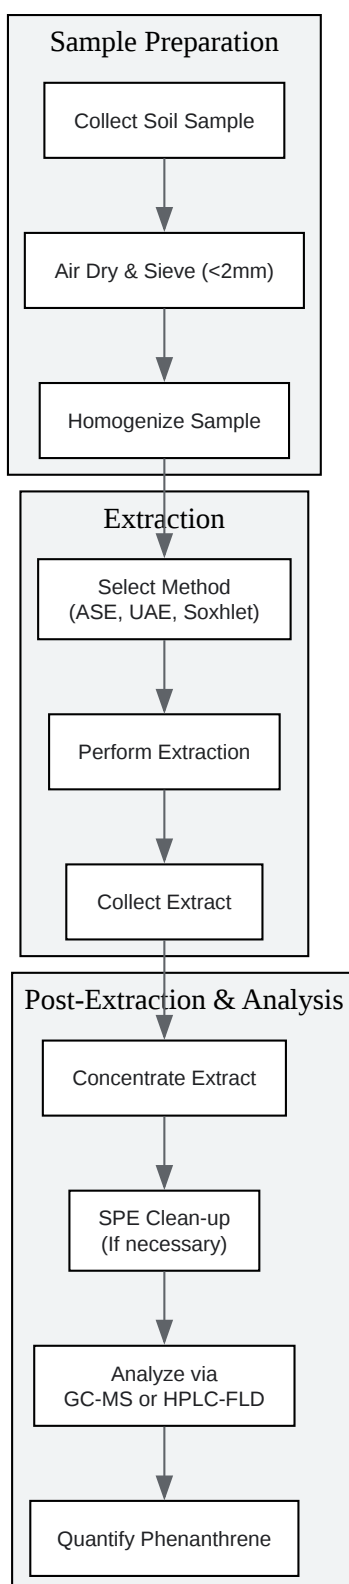 Sample Preparation
Collect Soil Sample
Air Dry & Sieve (<2mm)
Homogenize Sample
Extraction
Select Method
(ASE, UAE, Soxhlet)
Perform Extraction
Collect Extract
Post-Extraction & Analysis
Concentrate Extract
SPE Clean-up
(If necessary)
Analyze via
GC-MS or HPLC-FLD
Quantify Phenanthrene